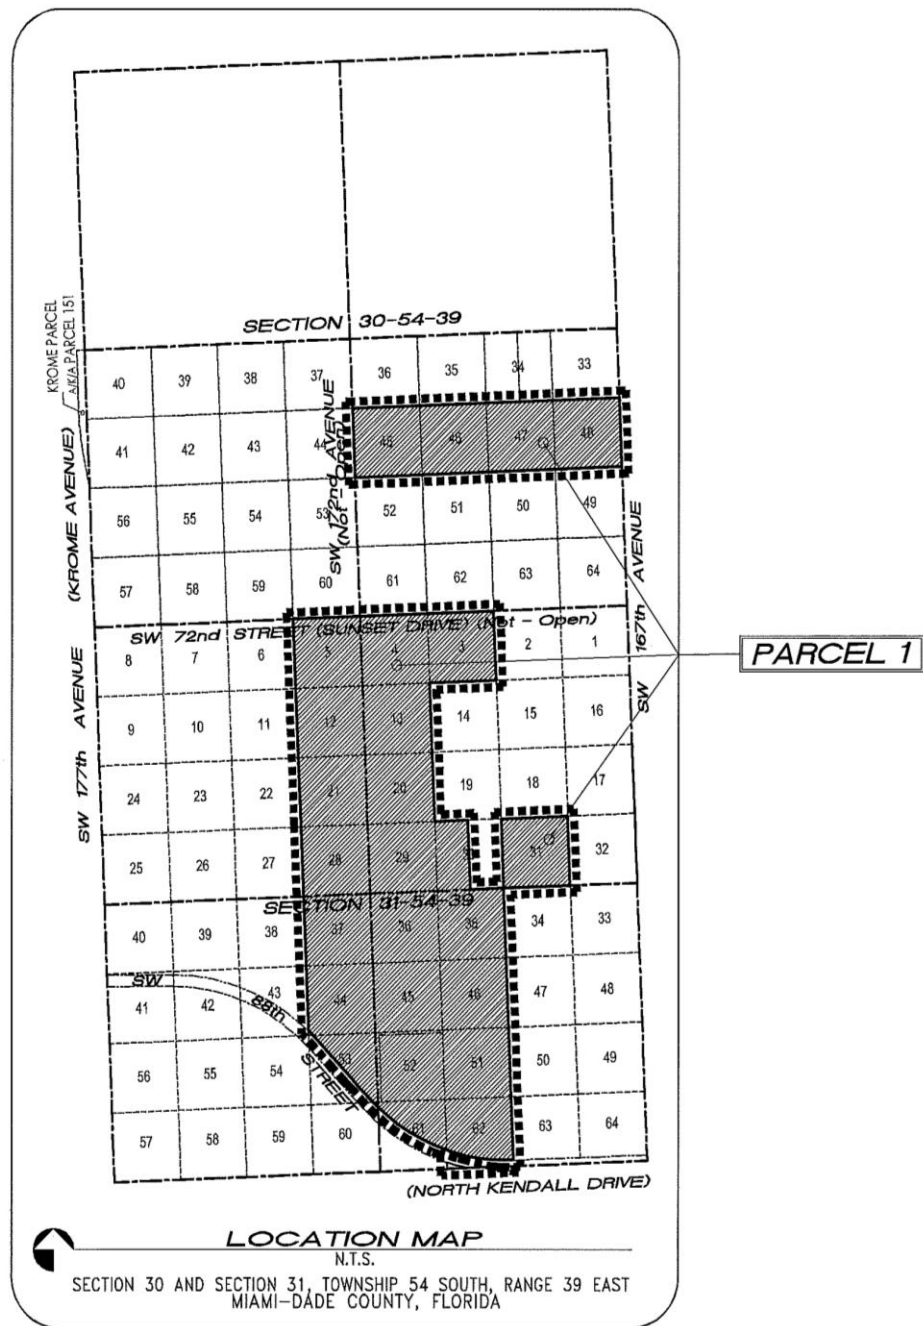 SECTION 30-54-39
KROME PARCEL
A/K/A PARCEL 151
40 39 38 37 36 35 34 33
(KROME AVENUE)
SW 172nd AVENUE
(Not - Open)
41 42 43 44 45 46 47 48
56 55 54 53 52 51 50 49
57 58 59 60 61 62 63 64
SW 167th AVENUE
SW 72nd STREET (SUNSET DRIVE) (Not - Open)
8 7 6 5 4 3 2 1
PARCEL 1
SW 177th AVENUE
9 10 11 12 13 14 15 16
24 23 22 21 20 19 18 17
25 26 27 28 29 31 32
SECTION 31-54-39
40 39 38 37 36 35 34 33
SW 88th STREET
41 42 43 44 45 46 47 48
56 55 54 53 52 51 50 49
57 58 59 60 61 62 63 64
(NORTH KENDALL DRIVE)
LOCATION MAP
N.T.S.
SECTION 30 AND SECTION 31, TOWNSHIP 54 SOUTH, RANGE 39 EAST
MIAMI-DADE COUNTY, FLORIDA